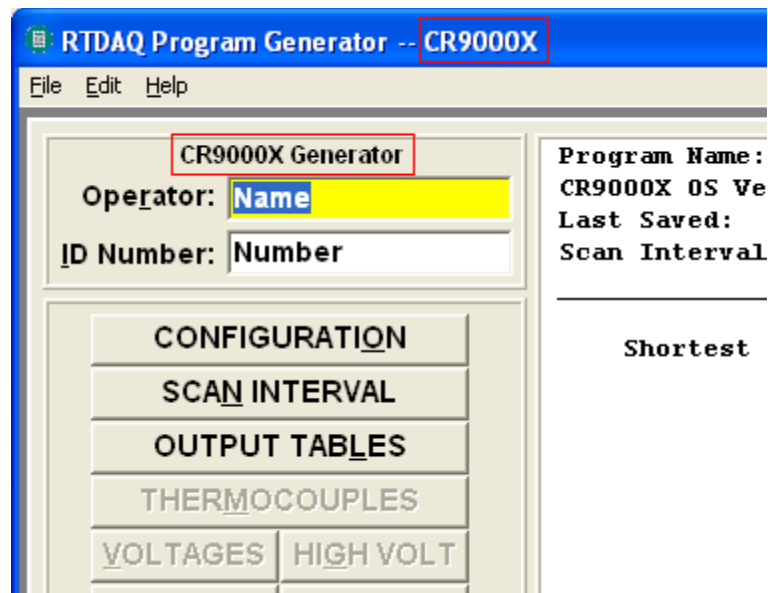 RTDAQ Program Generator -- CR9000X
File Edit Help
CR9000X Generator
Operator: Name
ID Number: Number
CONFIGURATION
SCAN INTERVAL
OUTPUT TABLES
THERMOCOUPLES
VOLTAGES HIGH VOLT
Program Name:
CR9000X OS Ve
Last Saved:
Scan Interval
Shortest